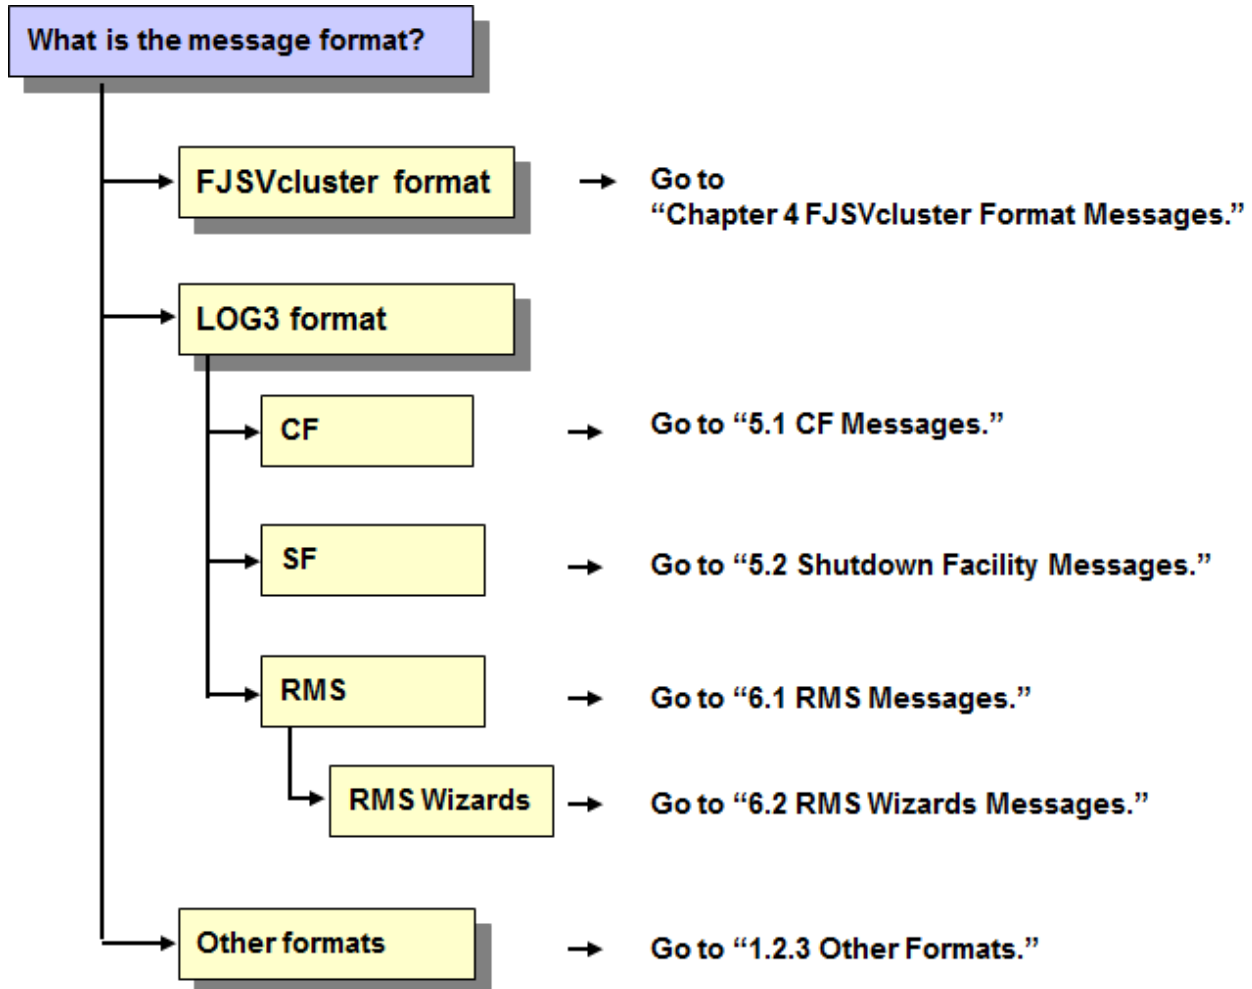 What is the message format?
FJSVcluster format
Go to
“Chapter 4 FJSVcluster Format Messages.”
LOG3 format
CF
Go to “5.1 CF Messages.”
SF
Go to “5.2 Shutdown Facility Messages.”
RMS
Go to “6.1 RMS Messages.”
RMS Wizards
Go to “6.2 RMS Wizards Messages.”
Other formats
Go to “1.2.3 Other Formats.”